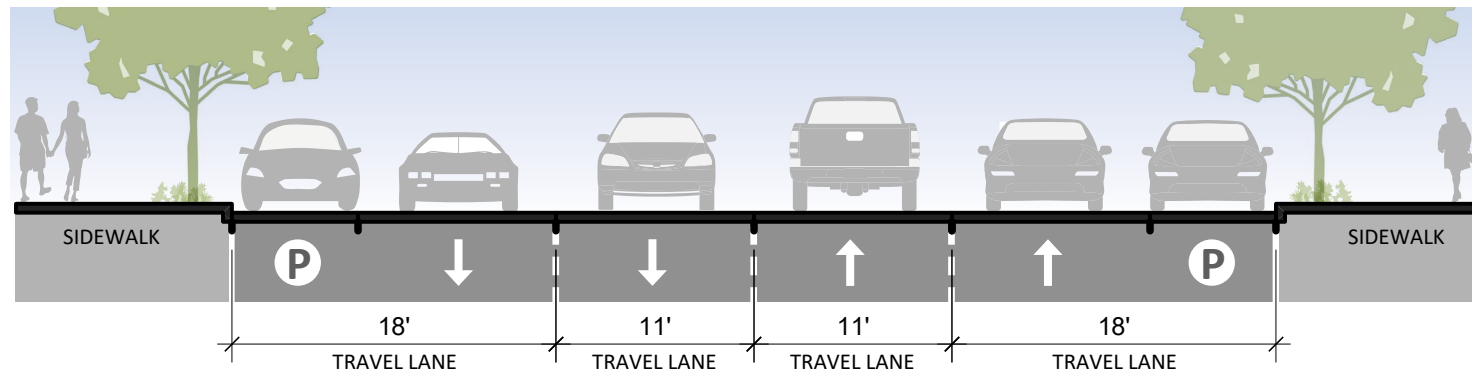 SIDEWALK
SIDEWALK
P
P
18'
11'
11'
18'
TRAVEL LANE
TRAVEL LANE
TRAVEL LANE
TRAVEL LANE